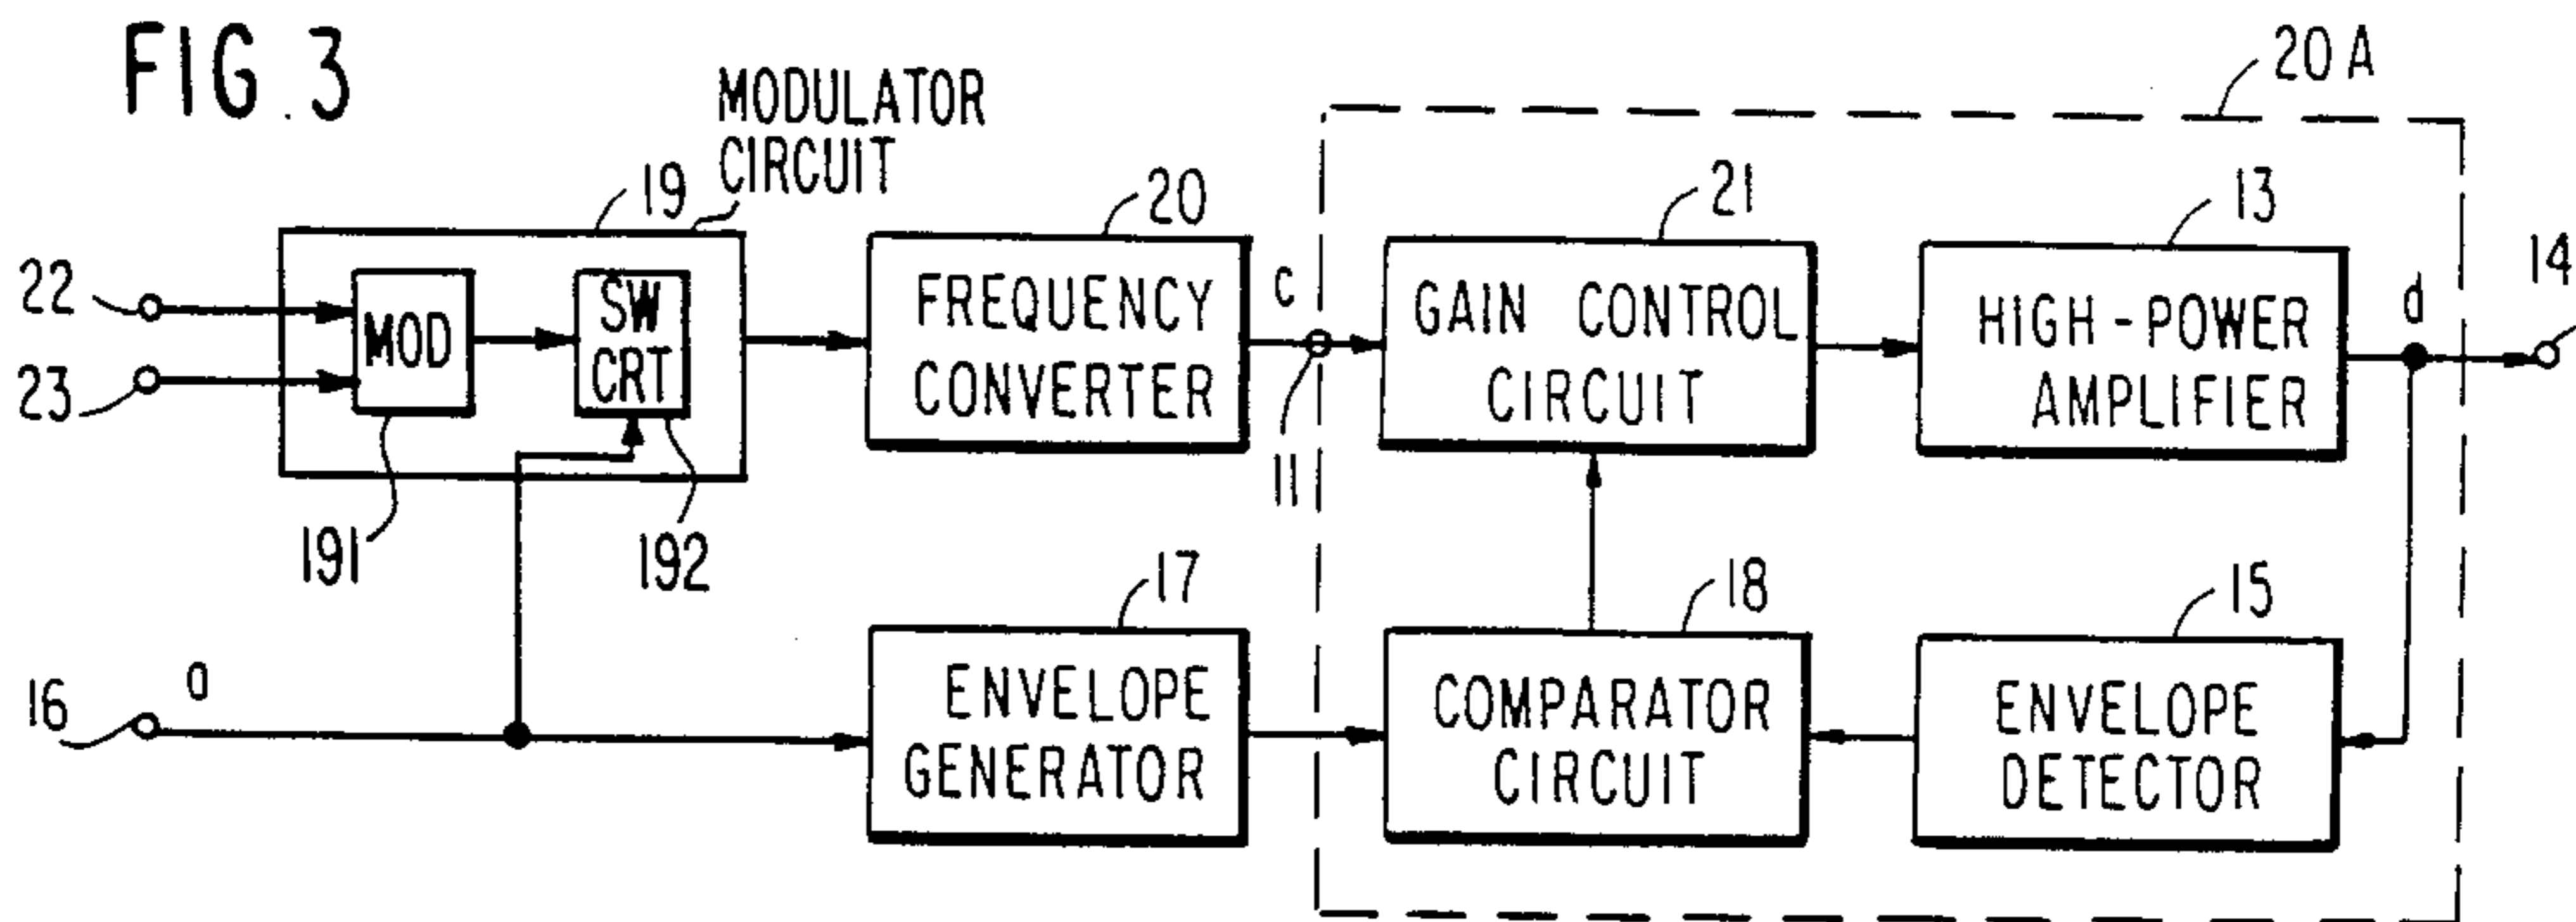 FIG. 3
MODULATOR
CIRCUIT
20A
19
20
21
13
14
22
23
MOD
SW
CRT
FREQUENCY
CONVERTER
c
11
GAIN CONTROL
CIRCUIT
HIGH-POWER
AMPLIFIER
d
191
192
17
18
15
16
a
ENVELOPE
GENERATOR
COMPARATOR
CIRCUIT
ENVELOPE
DETECTOR